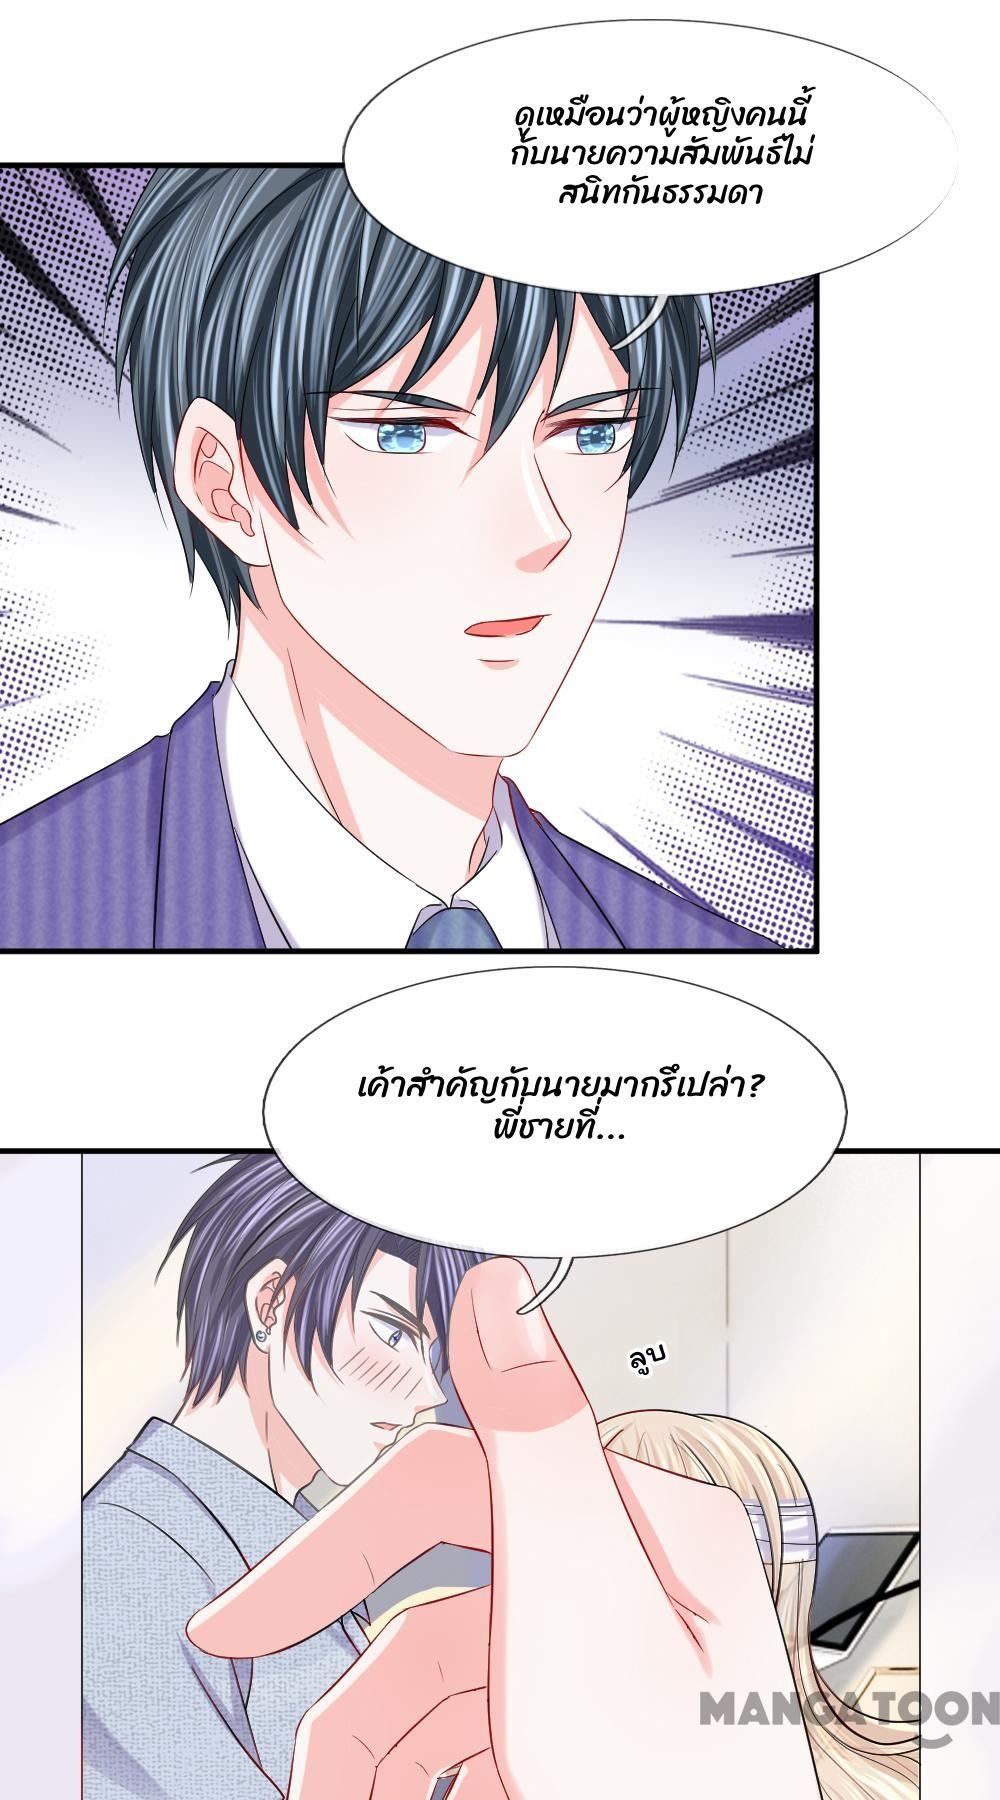 ดูเหมือนว่าผู้หญิงคนนี้
กับนายความสัมพันธ์ไม่
สนิทกันธรรมดา
เค้าสำคัญกับนายมากรึเปล่า?
พี่ชายที่...
ลูบ
MANGATOON